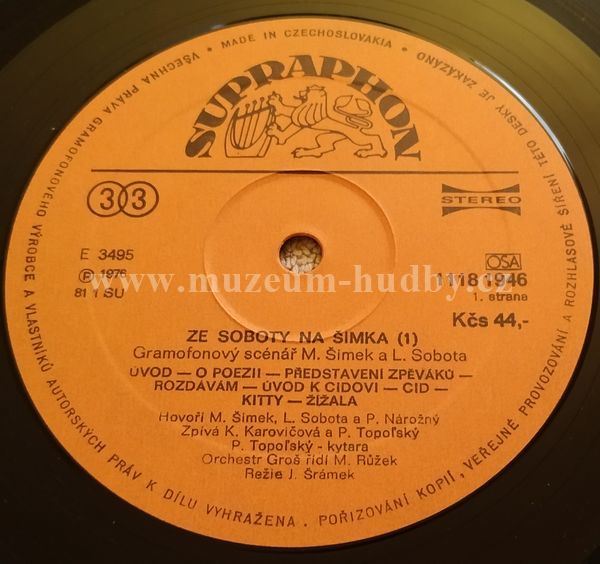 VŠECHNA PRÁVA GRAMOFONOVÉHO VÝROBCE A VLASTNÍKŮ AUTORSKÝCH PRÁV K DÍLU VYHRAŽENA. POŘIZOVÁNÍ KOPIÍ, VEŘEJNÉ PROVOZOVÁNÍ A ROZHLASOVÉ ŠÍŘENÍ TÉTO DESKY JE ZAKÁZÁNO
• MADE IN CZECHOSLOVAKIA •
SUPRAPHON
33
STEREO
E 3495
℗ 1976
81 1 SU
OSA
1118 1946
1. strana
Kčs 44,-
www.muzeum-hudby.cz
ZE SOBOTY NA ŠIMKA (1)
Gramofonový scénář M. Šimek a L. Sobota
ÚVOD — O POEZII — PŘEDSTAVENÍ ZPĚVÁKŮ —
ROZDÁVÁM — ÚVOD K CIDOVI — CID —
KITTY — ŽÍŽALA
Hovoří M. Šimek, L. Sobota a P. Nárožný
Zpívá K. Karovičová a P. Topoľský
P. Topoľský - kytara
Orchestr Groš řídí M. Růžek
Režie J. Šrámek